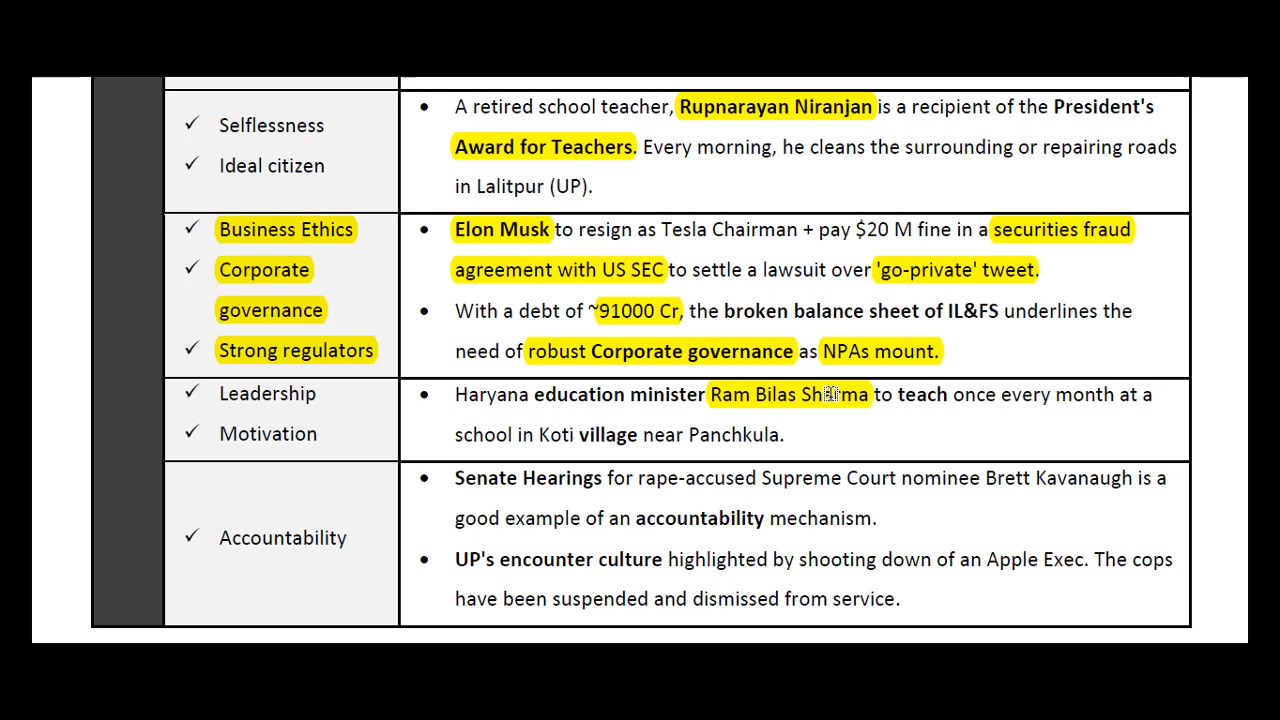 Selflessness
Ideal citizen
A retired school teacher, Rupnarayan Niranjan is a recipient of the President's
Award for Teachers. Every morning, he cleans the surrounding or repairing roads
in Lalitpur (UP).
Business Ethics
Corporate
governance
Strong regulators
Elon Musk to resign as Tesla Chairman + pay $20 M fine in a securities fraud
agreement with US SEC to settle a lawsuit over 'go-private' tweet.
With a debt of ~91000 Cr, the broken balance sheet of IL&FS underlines the
need of robust Corporate governance as NPAs mount.
Leadership
Motivation
Haryana education minister Ram Bilas Sharma to teach once every month at a
school in Koti village near Panchkula.
Accountability
Senate Hearings for rape-accused Supreme Court nominee Brett Kavanaugh is a
good example of an accountability mechanism.
UP's encounter culture highlighted by shooting down of an Apple Exec. The cops
have been suspended and dismissed from service.